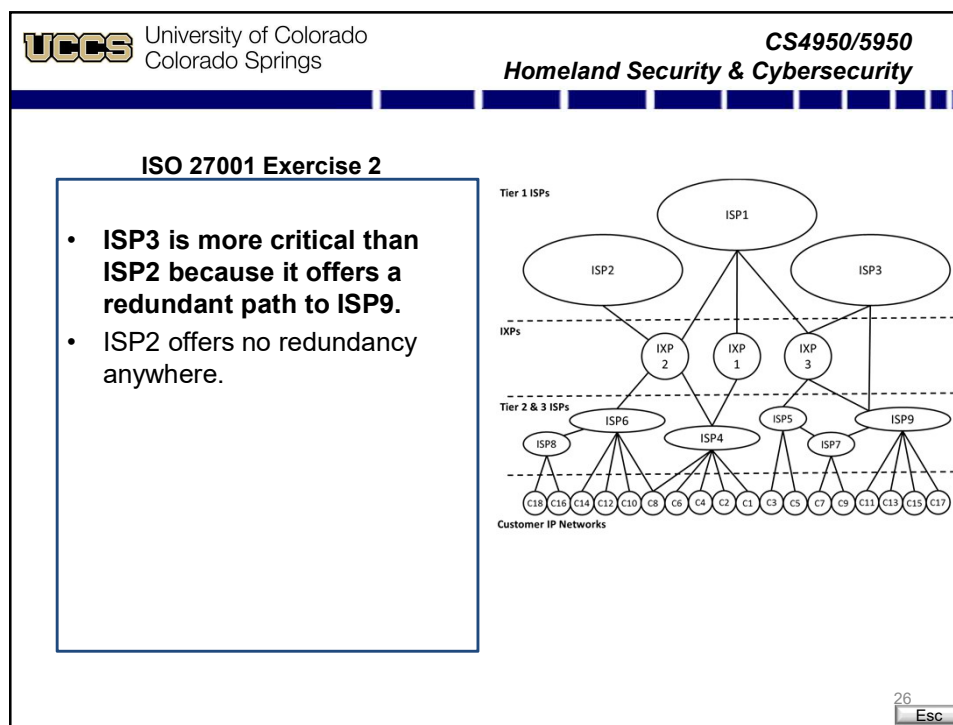 UCCS
University of Colorado
Colorado Springs
CS4950/5950
Homeland Security & Cybersecurity
ISO 27001 Exercise 2
• ISP3 is more critical than
ISP2 because it offers a
redundant path to ISP9.
• ISP2 offers no redundancy
anywhere.
Tier 1 ISPs
ISP1
ISP2
ISP3
IXPs
IXP
2
IXP
1
IXP
3
Tier 2 & 3 ISPs
ISP6
ISP5
ISP9
ISP8
ISP4
ISP7
C18 C16 C14 C12 C10 C8 C6 C4 C2 C1 C3 C5 C7 C9 C11 C13 C15 C17
Customer IP Networks
26
Esc